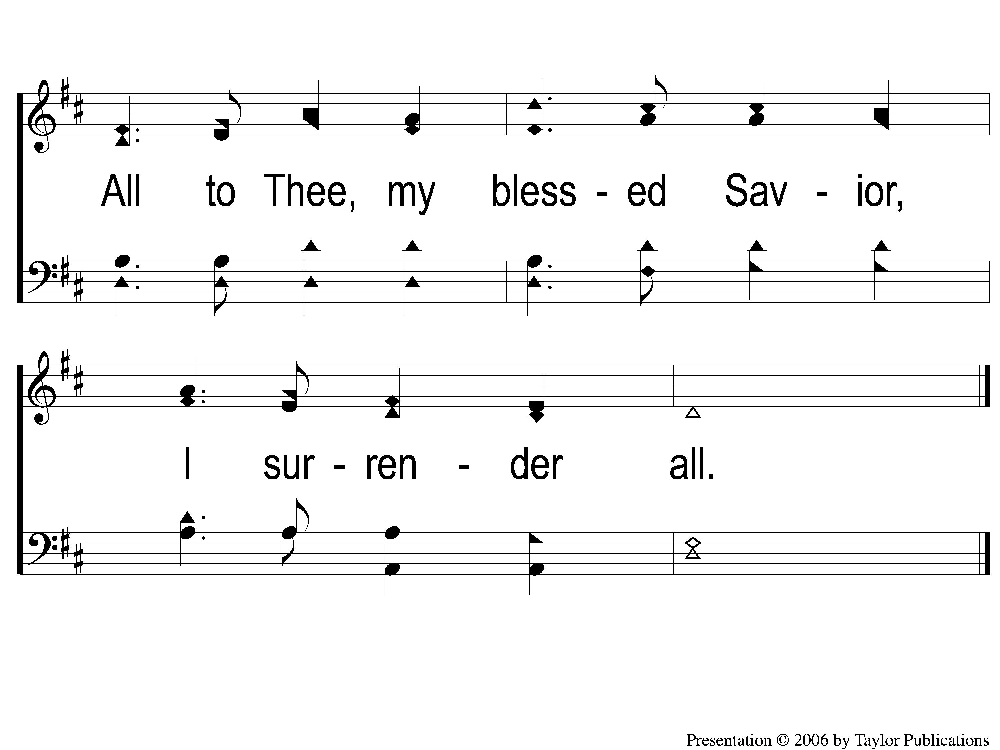 All to Thee, my bless - ed Sav - ior,
I sur - ren - der all.
Presentation © 2006 by Taylor Publications